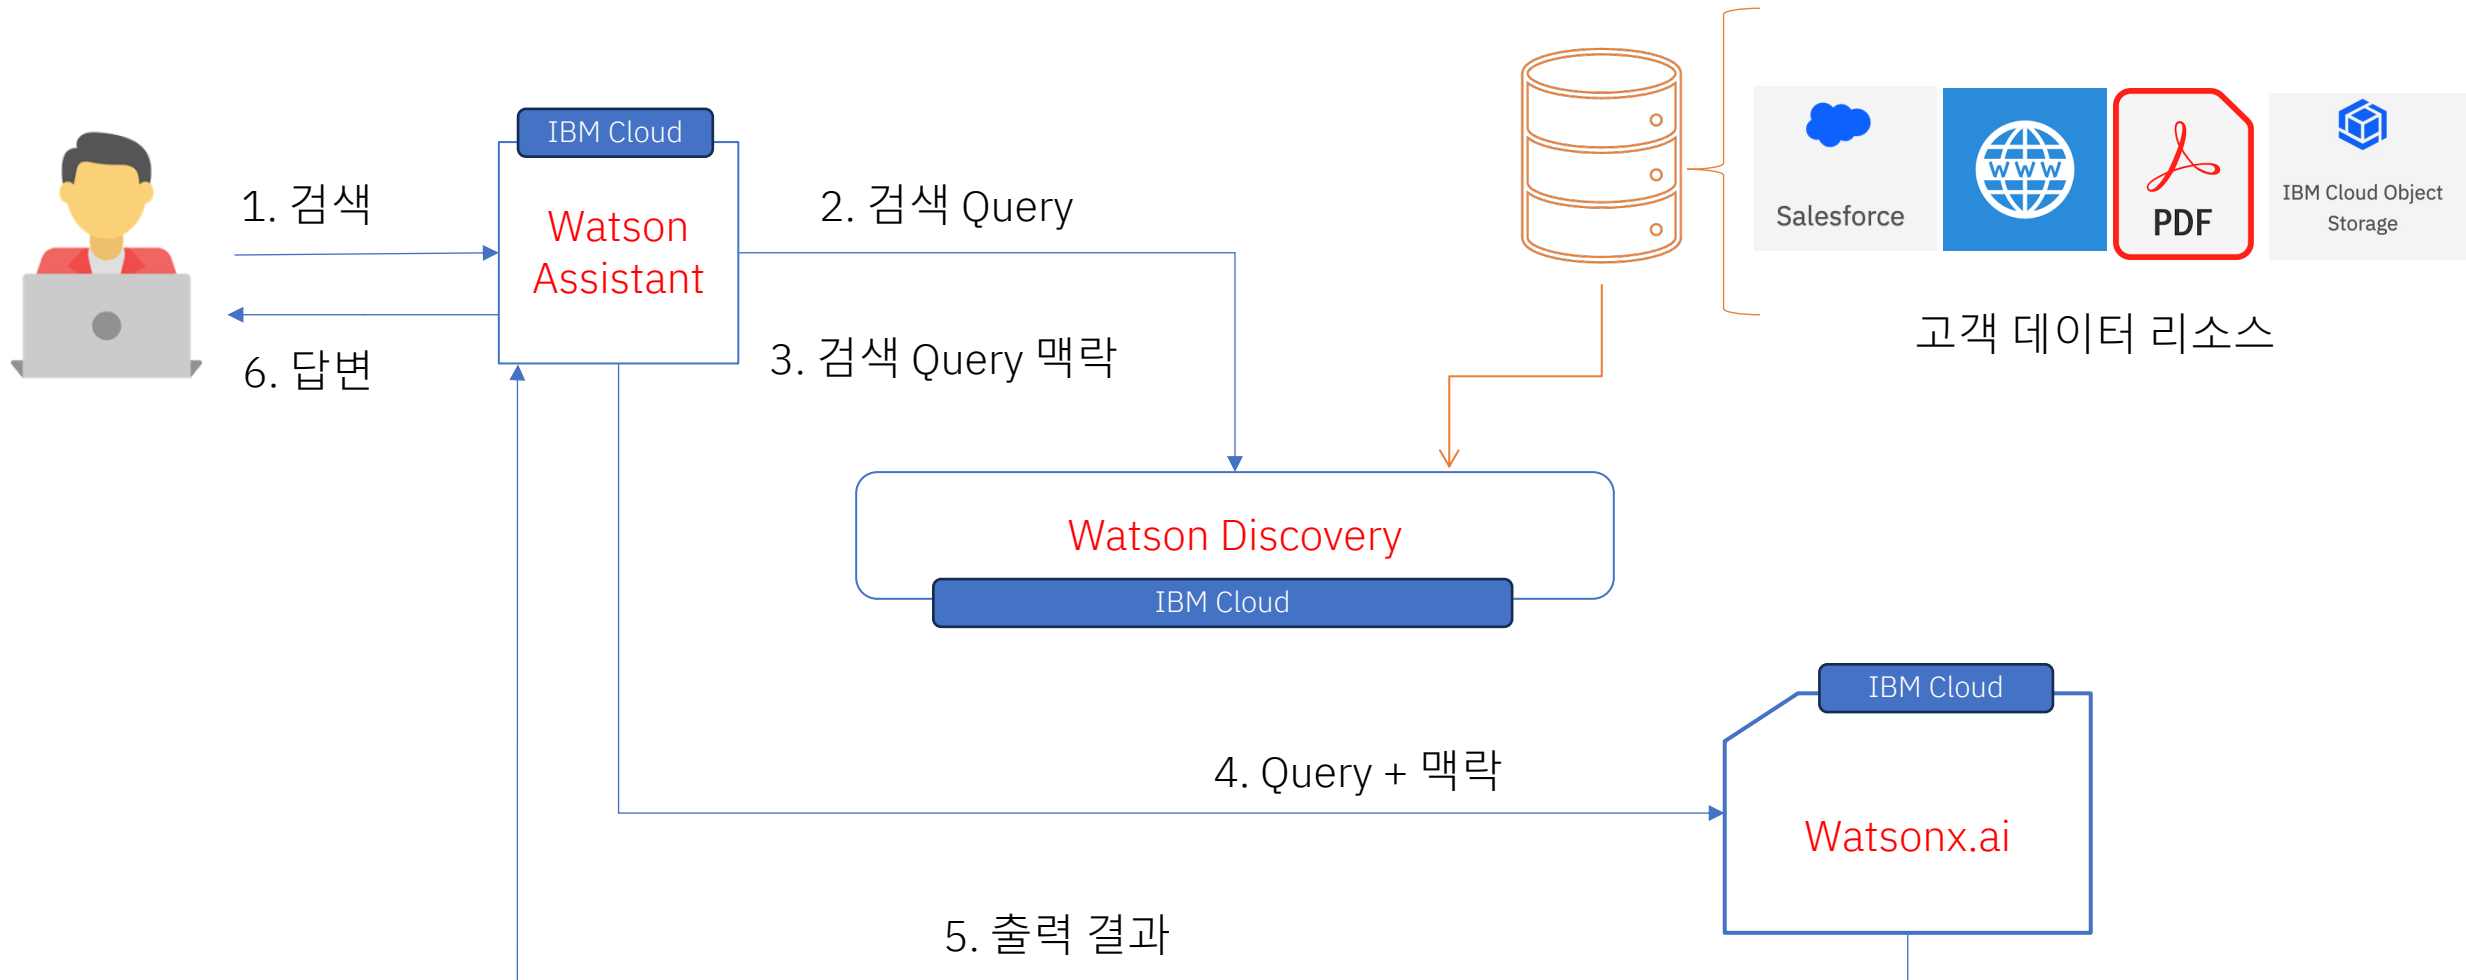 IBM Cloud
Watson
Assistant
1. 검색
6. 답변
2. 검색 Query
3. 검색 Query 맥락
Salesforce
WWW
PDF
IBM Cloud Object
Storage
고객 데이터 리소스
Watson Discovery
IBM Cloud
IBM Cloud
4. Query + 맥락
Watsonx.ai
5. 출력 결과